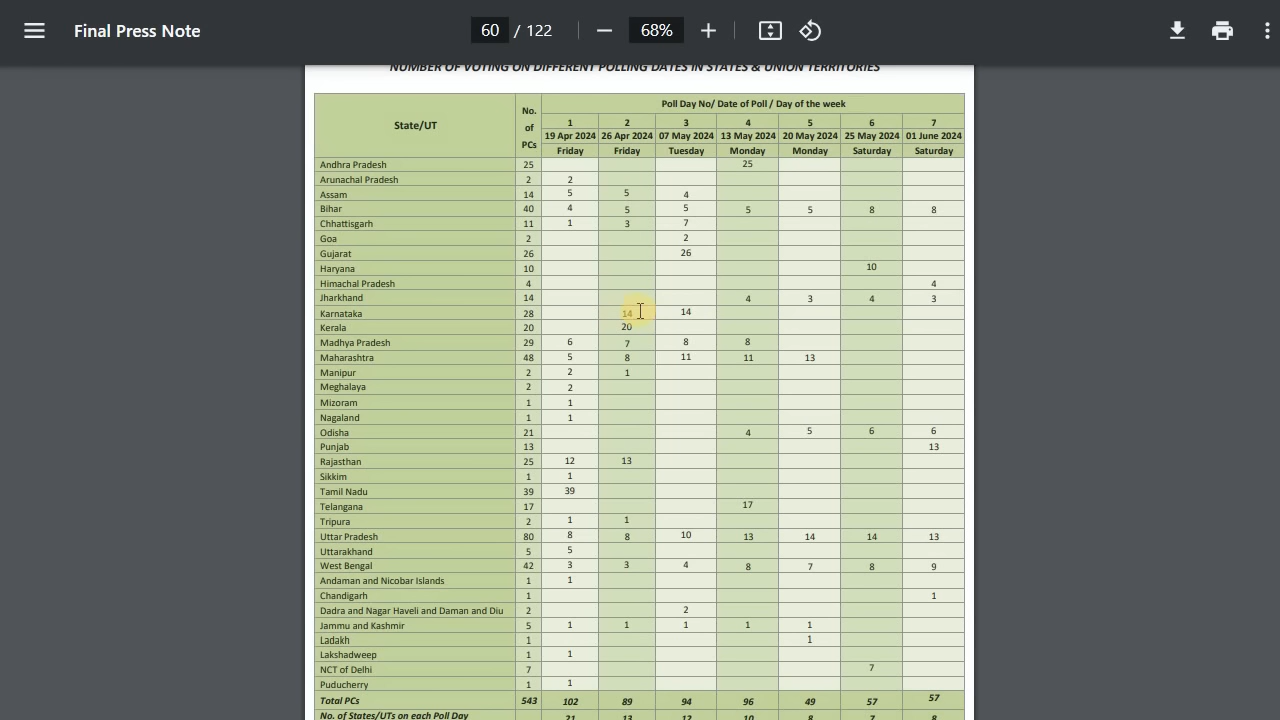 Final Press Note
60 / 122
68%
NUMBER OF VOTING ON DIFFERENT POLLING DATES IN STATES & UNION TERRITORIES
State/UT No. of PCs Poll Day No/ Date of Poll / Day of the week
1 2 3 4 5 6 7
19 Apr 2024 26 Apr 2024 07 May 2024 13 May 2024 20 May 2024 25 May 2024 01 June 2024
Friday Friday Tuesday Monday Monday Saturday Saturday
Andhra Pradesh 25 25
Arunachal Pradesh 2 2
Assam 14 5 5 4
Bihar 40 4 5 5 5 5 8 8
Chhattisgarh 11 1 3 7
Goa 2 2
Gujarat 26 26
Haryana 10 10
Himachal Pradesh 4 4
Jharkhand 14 4 3 4 3
Karnataka 28 14 14
Kerala 20 20
Madhya Pradesh 29 6 7 8 8
Maharashtra 48 5 8 11 11 13
Manipur 2 2 1
Meghalaya 2 2
Mizoram 1 1
Nagaland 1 1
Odisha 21 4 5 6 6
Punjab 13 13
Rajasthan 25 12 13
Sikkim 1 1
Tamil Nadu 39 39
Telangana 17 17
Tripura 2 1 1
Uttar Pradesh 80 8 8 10 13 14 14 13
Uttarakhand 5 5
West Bengal 42 3 3 4 8 7 8 9
Andaman and Nicobar Islands 1 1
Chandigarh 1 1
Dadra and Nagar Haveli and Daman and Diu 2 2
Jammu and Kashmir 5 1 1 1 1 1
Ladakh 1 1
Lakshadweep 1 1
NCT of Delhi 7 7
Puducherry 1 1
Total PCs 543 102 89 94 96 49 57 57
No. of States/UTs on each Poll Day 21 13 12 10 8 7 8